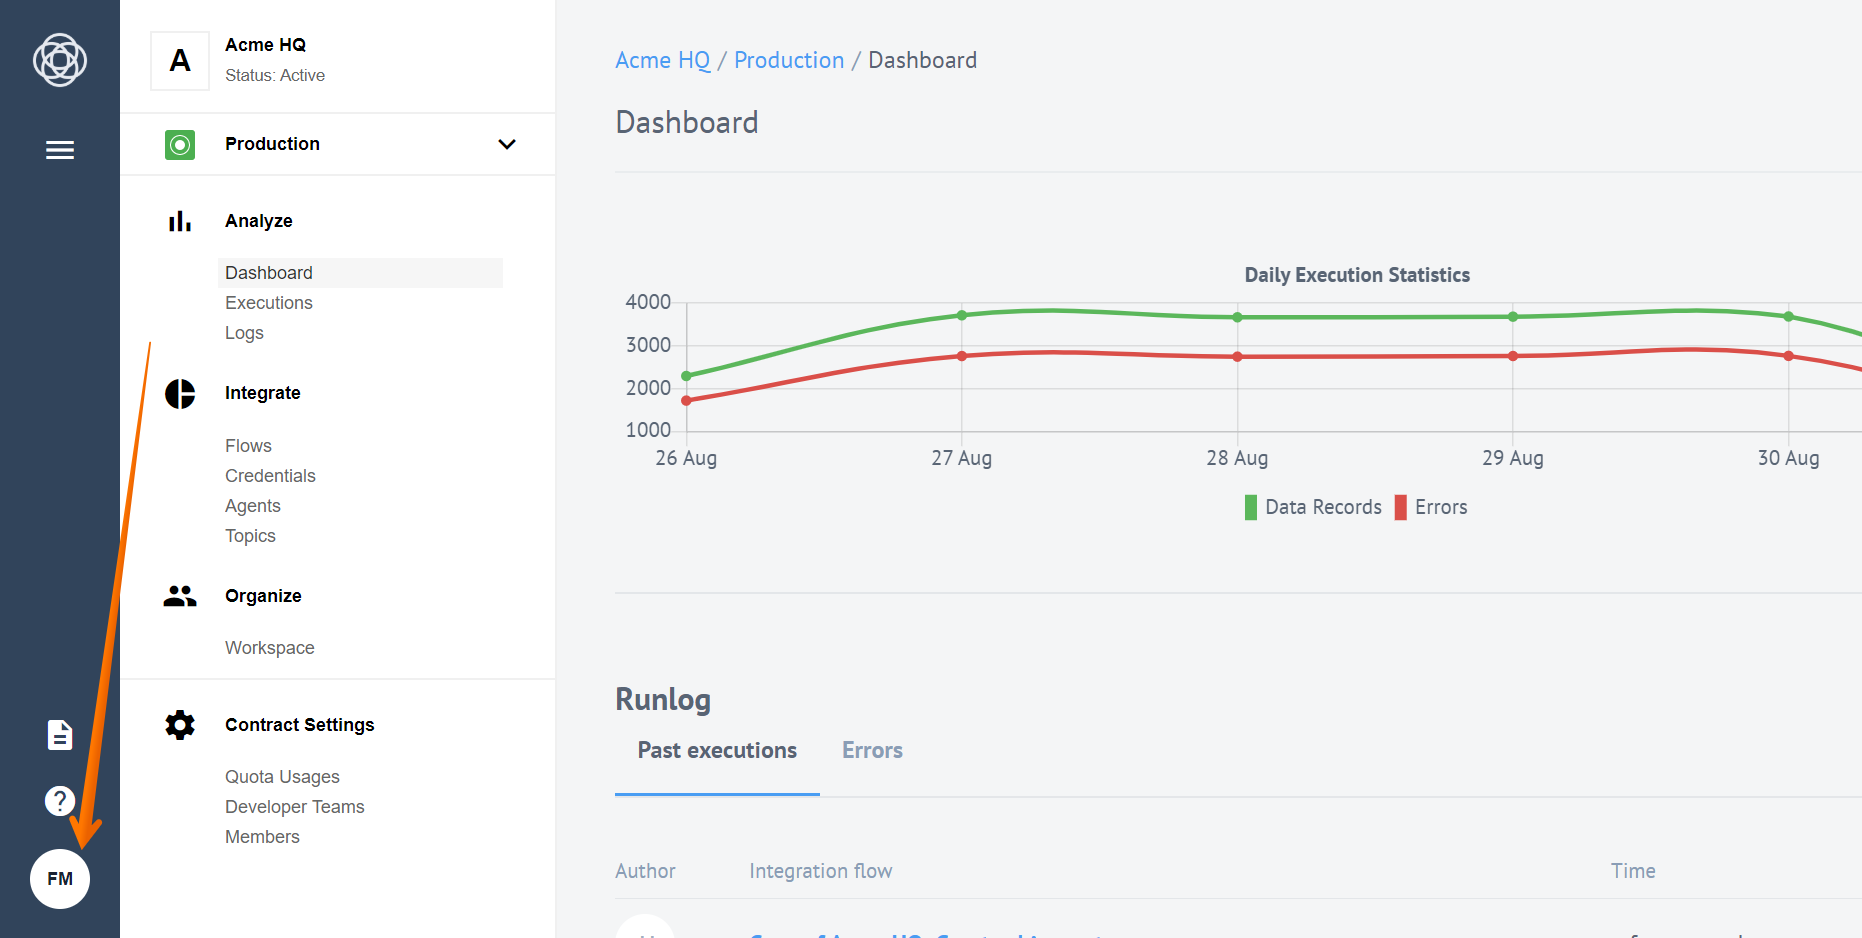 A
Acme HQ
Status: Active
Production
Analyze
Dashboard
Executions
Logs
Integrate
Flows
Credentials
Agents
Topics
Organize
Workspace
Contract Settings
Quota Usages
Developer Teams
Members
?
FM
Acme HQ / Production / Dashboard
Dashboard
Daily Execution Statistics
4000
3000
2000
1000
26 Aug 27 Aug 28 Aug 29 Aug 30 Aug
Data Records Errors
Runlog
Past executions Errors
Author Integration flow Time